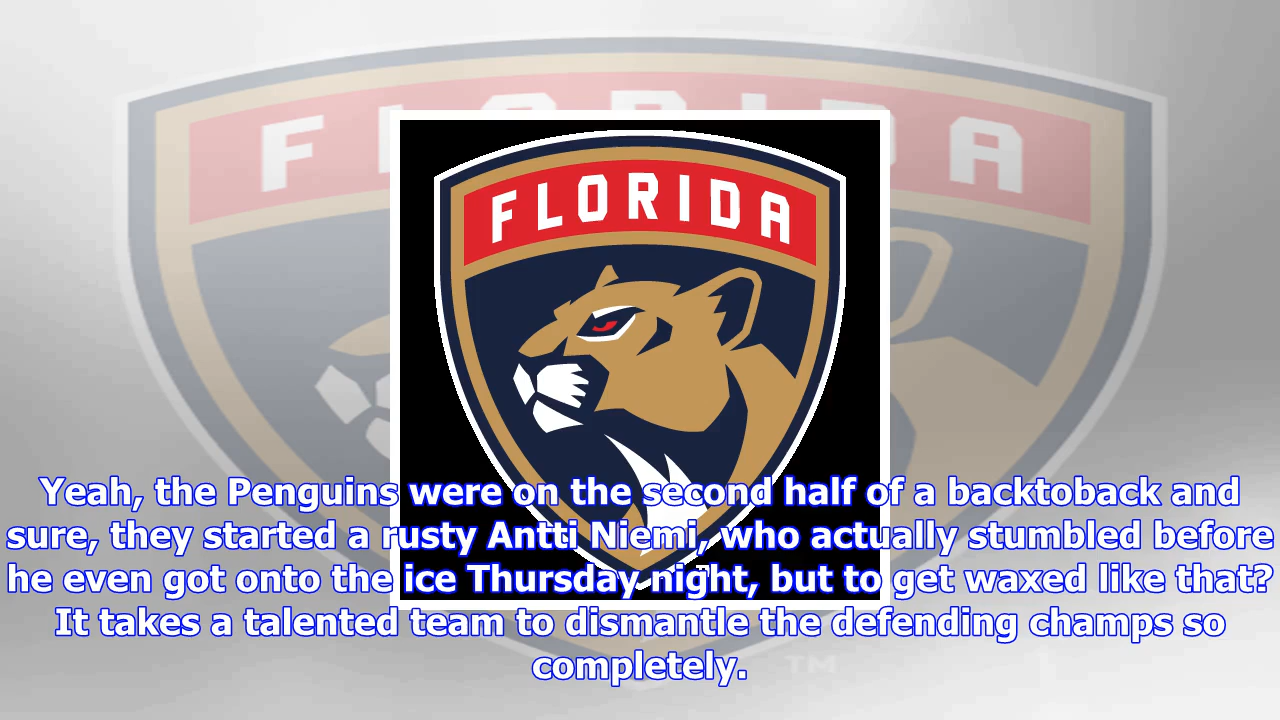 FLORIDA
FLORIDA
Yeah, the Penguins were on the second half of a backtoback and
sure, they started a rusty Antti Niemi, who actually stumbled before
he even got onto the ice Thursday night, but to get waxed like that?
It takes a talented team to dismantle the defending champs so
completely.
TM